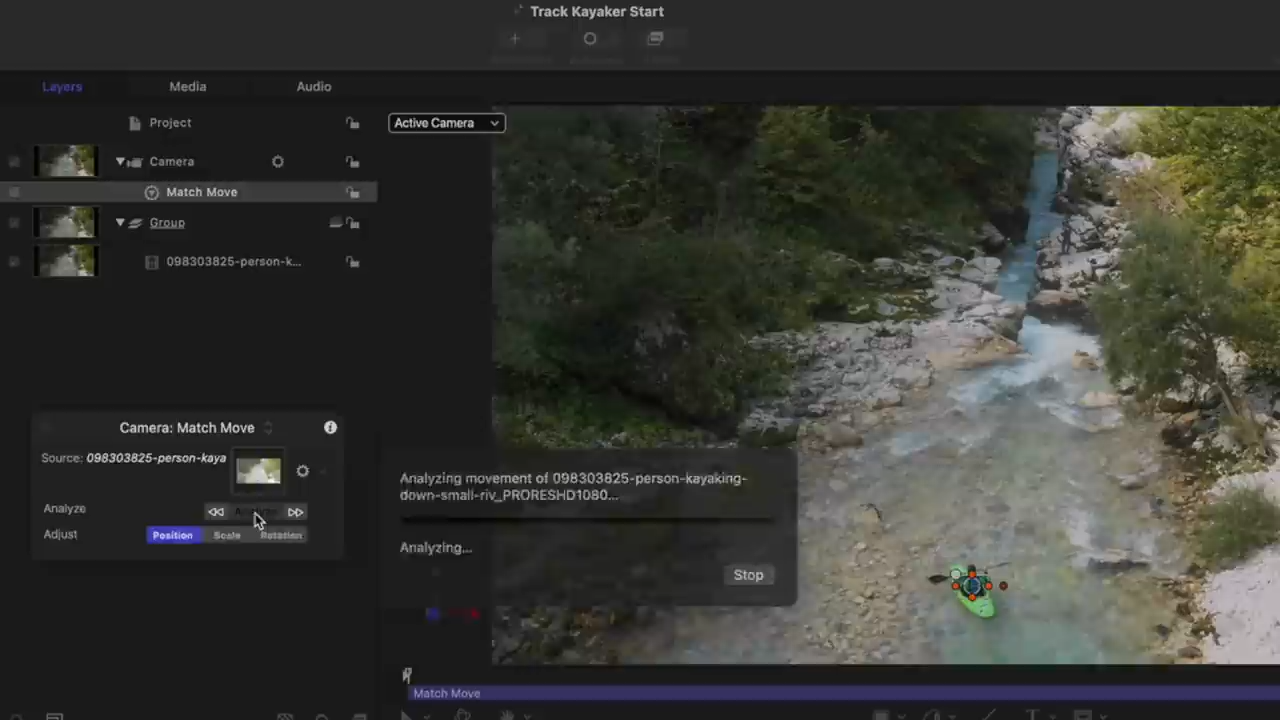 Track Kayaker Start
Layers
Media
Audio
Project
Active Camera
Camera
Match Move
Group
098303825-person-k...
Camera: Match Move
Source: 098303825-person-kaya
Analyze
Adjust
Position
Scale
Rotation
Analyzing movement of 098303825-person-kayaking-
down-small-riv_PRORESHD1080...
Analyzing...
Stop
Match Move